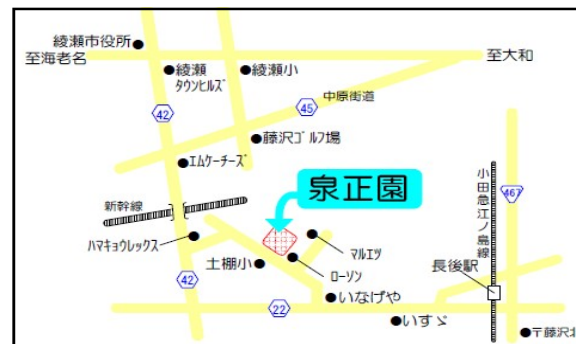 綾瀬市役所
至海老名
至大和
綾瀬
タウンヒルズ
綾瀬小
中原街道
45
42
藤沢ゴルフ場
エムケーチーズ
新幹線
泉正園
小田急江ノ島線
467
ハマキョウレックス
土棚小
マルエツ
ローソン
長後駅
いなげや
42
22
いすゞ
〒藤沢北